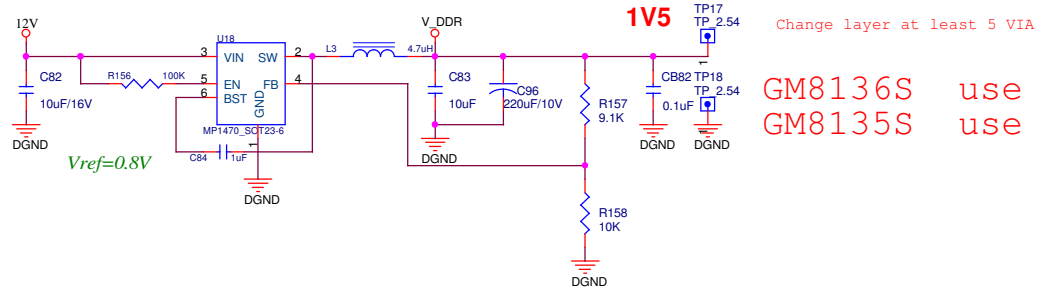 12V
V_DDR
1V5
TP17
TP_2.54
Change layer at least 5 VIA
U18
3 VIN SW 2
L3 4.7uH
1
C82
10uF/16V
R156 100K
5 EN FB 4
6 BST
GND
1
MP1470_SOT23-6
C83
10uF
C96
220uF/10V
R157
9.1K
CB82
0.1uF
TP18
TP_2.54
1
GM8136S use
GM8135S use
DGND
Vref=0.8V
C84 1uF
DGND
DGND
DGND
DGND
R158
10K
DGND